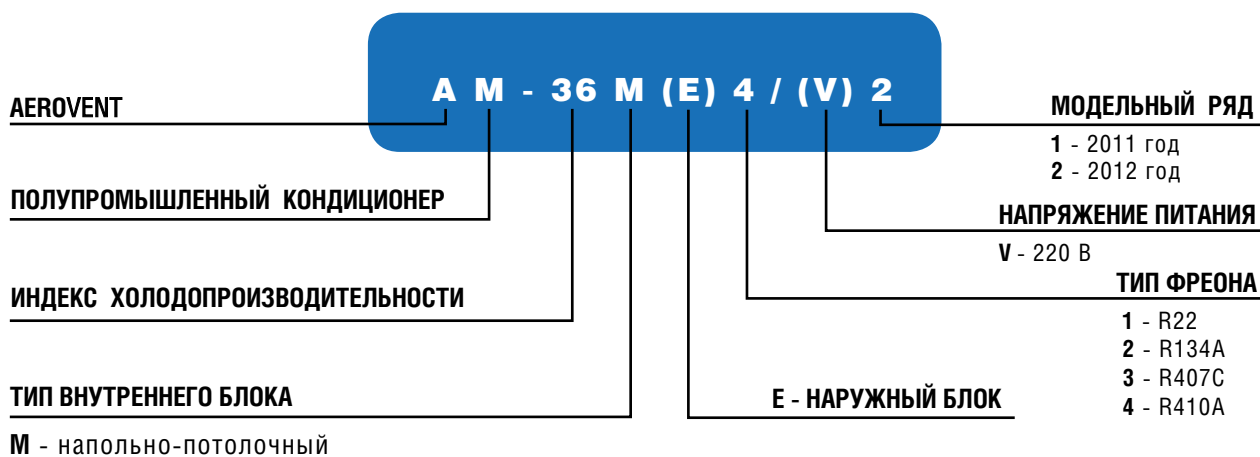 A M - 36 M (E) 4 / (V) 2
AEROVENT
ПОЛУПРОМЫШЛЕННЫЙ КОНДИЦИОНЕР
ИНДЕКС ХОЛОДОПРОИЗВОДИТЕЛЬНОСТИ
ТИП ВНУТРЕННЕГО БЛОКА
М - напольно-потолочный
Е - НАРУЖНЫЙ БЛОК
МОДЕЛЬНЫЙ РЯД
1 - 2011 год
2 - 2012 год
НАПРЯЖЕНИЕ ПИТАНИЯ
V - 220 В
ТИП ФРЕОНА
1 - R22
2 - R134A
3 - R407C
4 - R410A